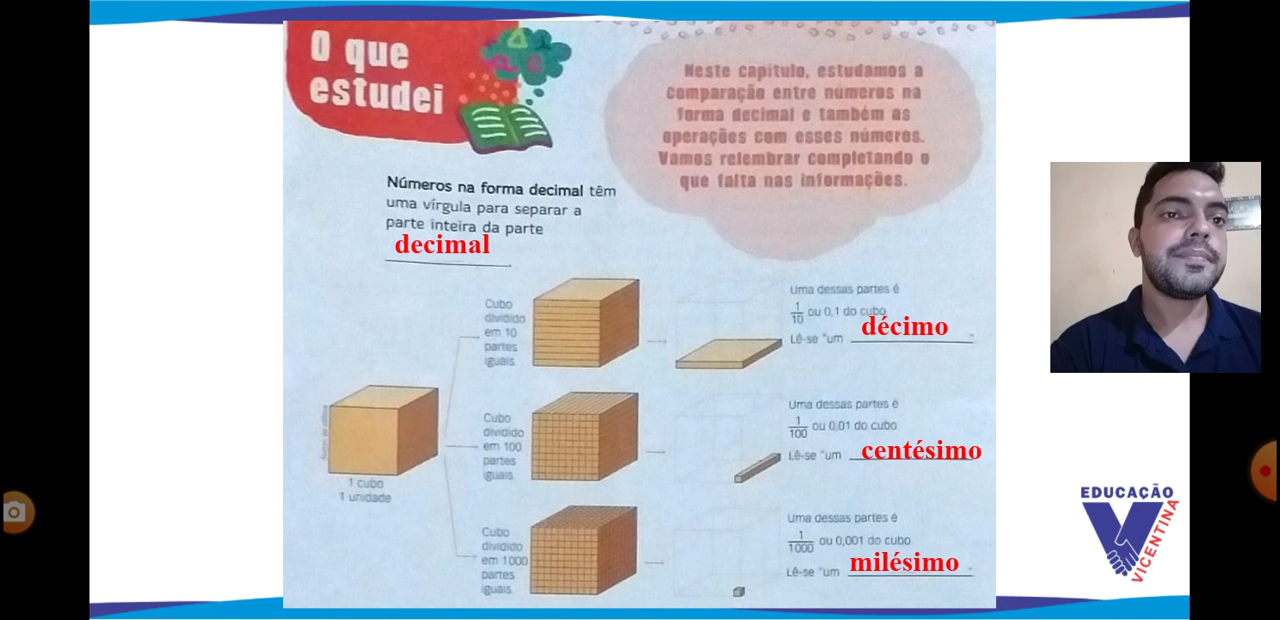 O que
estudei
Neste capítulo, estudamos a
comparação entre números na
forma decimal e também as
operações com esses números.
Vamos relembrar completando o
que falta nas informações.
Números na forma decimal têm
uma vírgula para separar a
parte inteira da parte
decimal
1 cubo
1 unidade
Cubo
dividido
em 10
partes
iguais.
Uma dessas partes é
1/10 ou 0,1 do cubo.
Lê-se "um décimo"
Cubo
dividido
em 100
partes
iguais.
Uma dessas partes é
1/100 ou 0,01 do cubo.
Lê-se "um centésimo
Cubo
dividido
em 1000
partes
iguais.
Uma dessas partes é
1/1000 ou 0,001 do cubo.
Lê-se "um milésimo"
EDUCAÇÃO
VICENTINA